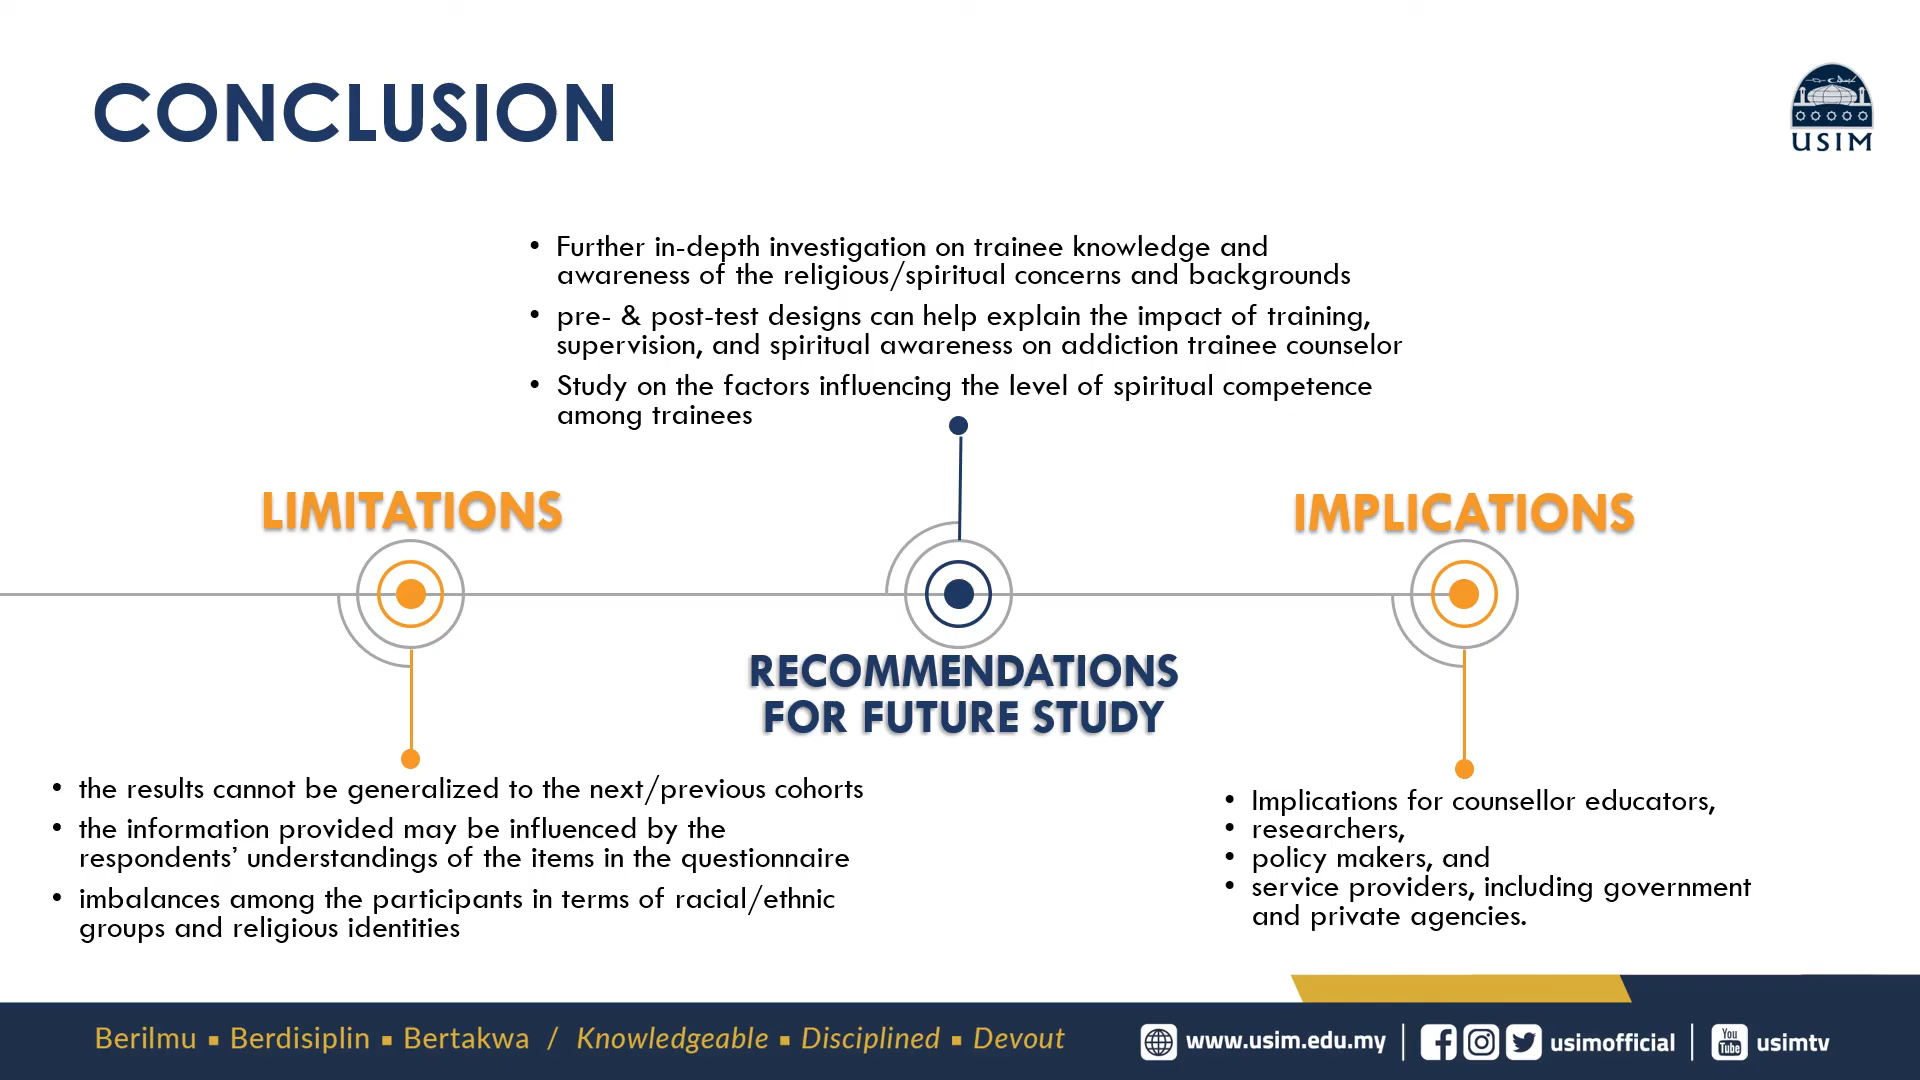 CONCLUSION
USIM
• Further in-depth investigation on trainee knowledge and
awareness of the religious/spiritual concerns and backgrounds
• pre- & post-test designs can help explain the impact of training,
supervision, and spiritual awareness on addiction trainee counselor
• Study on the factors influencing the level of spiritual competence
among trainees
LIMITATIONS
IMPLICATIONS
RECOMMENDATIONS
FOR FUTURE STUDY
• the results cannot be generalized to the next/previous cohorts
• the information provided may be influenced by the
respondents’ understandings of the items in the questionnaire
• imbalances among the participants in terms of racial/ethnic
groups and religious identities
• Implications for counsellor educators,
• researchers,
• policy makers, and
• service providers, including government
and private agencies.
Berilmu ▪ Berdisiplin ▪ Bertakwa / Knowledgeable ▪ Disciplined ▪ Devout
www.usim.edu.my | usimofficial | You Tube usimtv